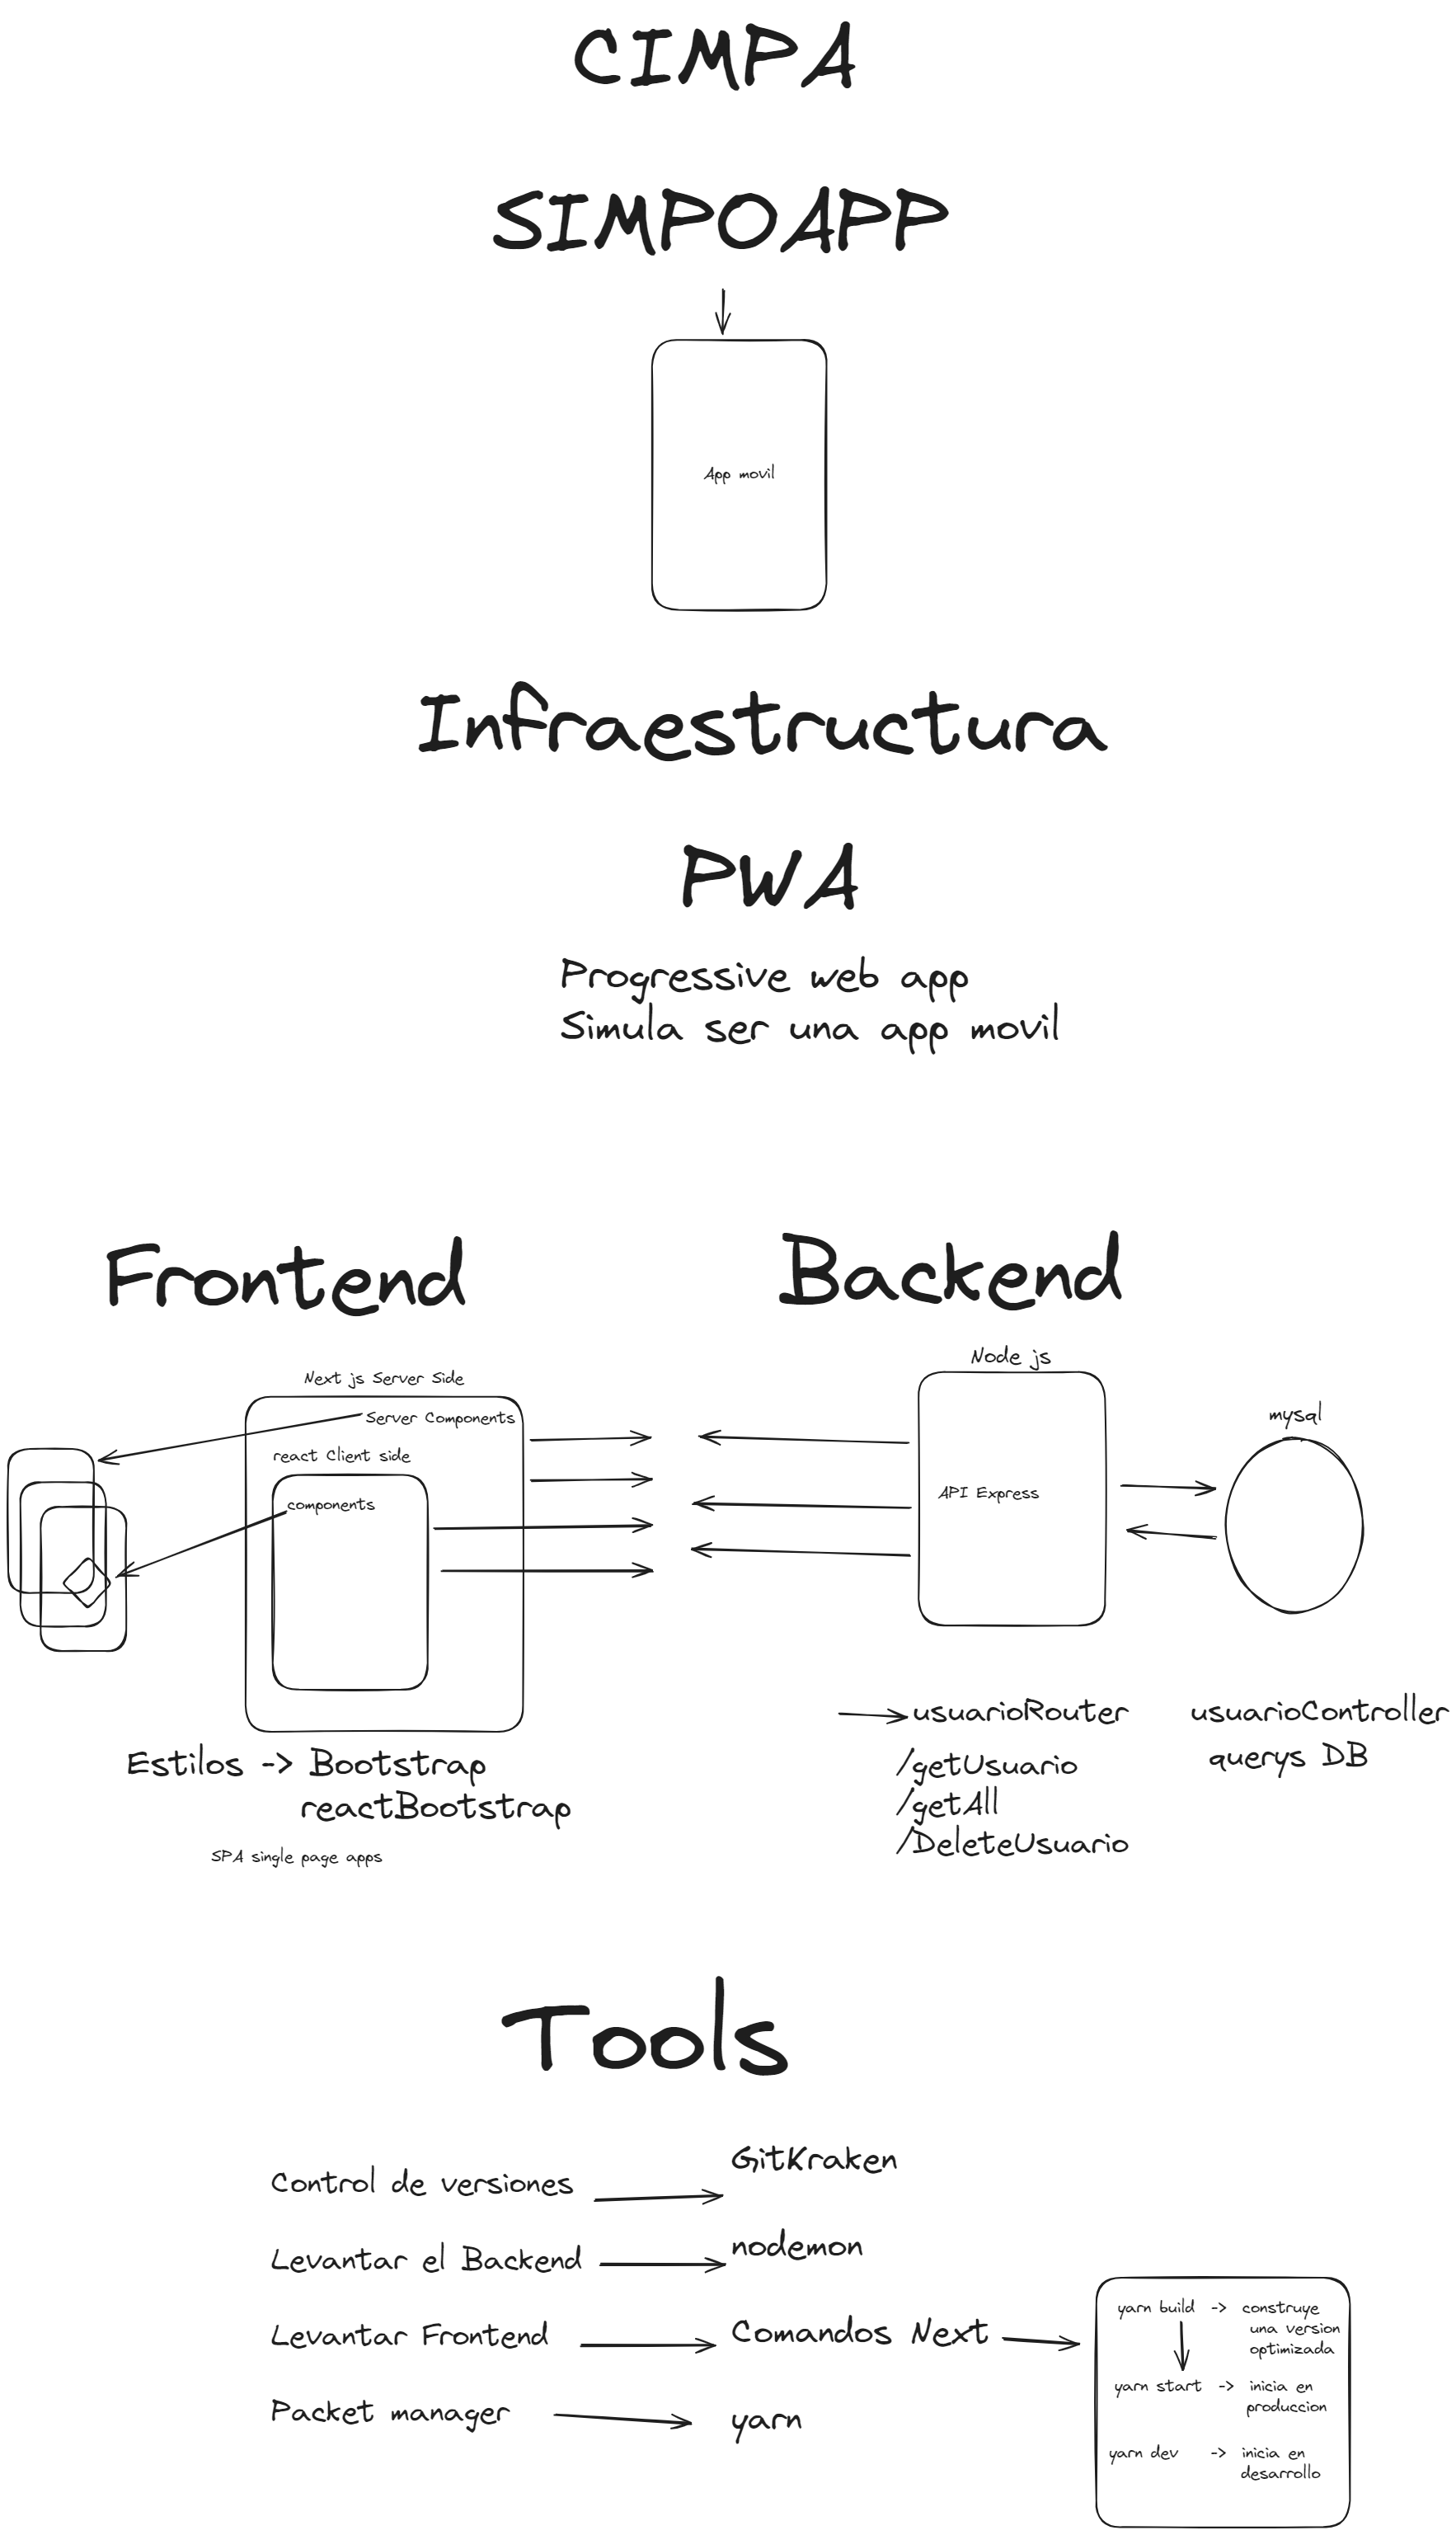 CIMPA
SIMPOAPP
App movil
Infraestructura
PWA
Progressive web app
Simula ser una app movil
Frontend
Next js Server Side
Server Components
react Client side
components
Estilos -> Bootstrap
reactBootstrap
SPA single page apps
Backend
Node js
API Express
mysql
usuarioRouter
/getUsuario
/getAll
/DeleteUsuario
usuarioController
querys DB
Tools
Control de versiones
GitKraken
Levantar el Backend
nodemon
Levantar Frontend
Comandos Next
Packet manager
yarn
yarn build -> construye
una version
optimizada
yarn start -> inicia en
produccion
yarn dev -> inicia en
desarrollo